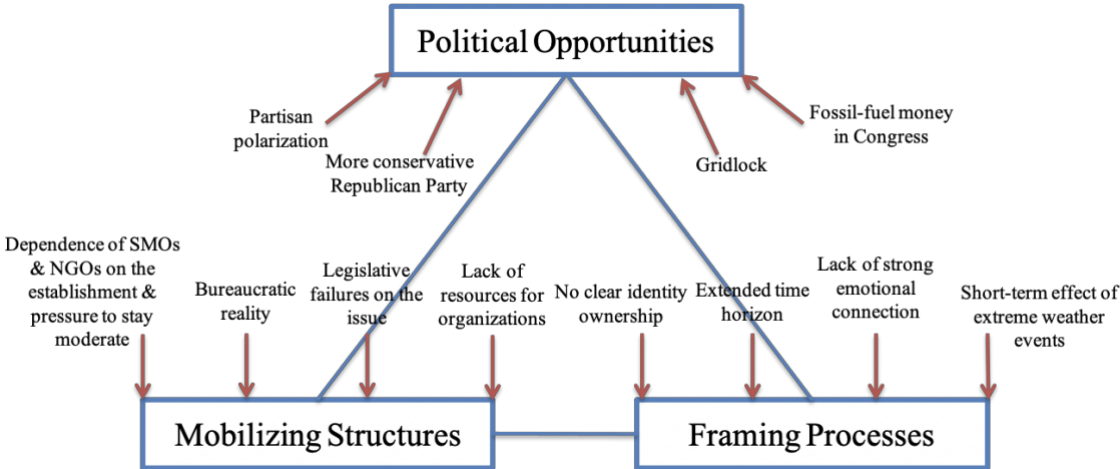 Political Opportunities
Partisan
polarization
More conservative
Republican Party
Gridlock
Fossil-fuel money
in Congress
Dependence of SMOs
& NGOs on the
establishment &
pressure to stay
moderate
Bureaucratic
reality
Legislative
failures on the
issue
Lack of
resources for
organizations
No clear identity
ownership
Extended time
horizon
Lack of strong
emotional
connection
Short-term effect of
extreme weather
events
Mobilizing Structures
Framing Processes